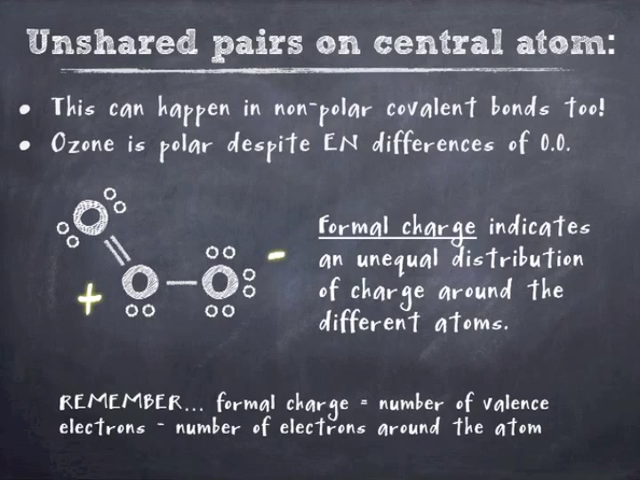 Unshared pairs on central atom:
• This can happen in non-polar covalent bonds too!
• Ozone is polar despite EN differences of 0.0.
O
O – O
+
-
Formal charge indicates
an unequal distribution
of charge around the
different atoms.
REMEMBER... formal charge = number of valence
electrons - number of electrons around the atom